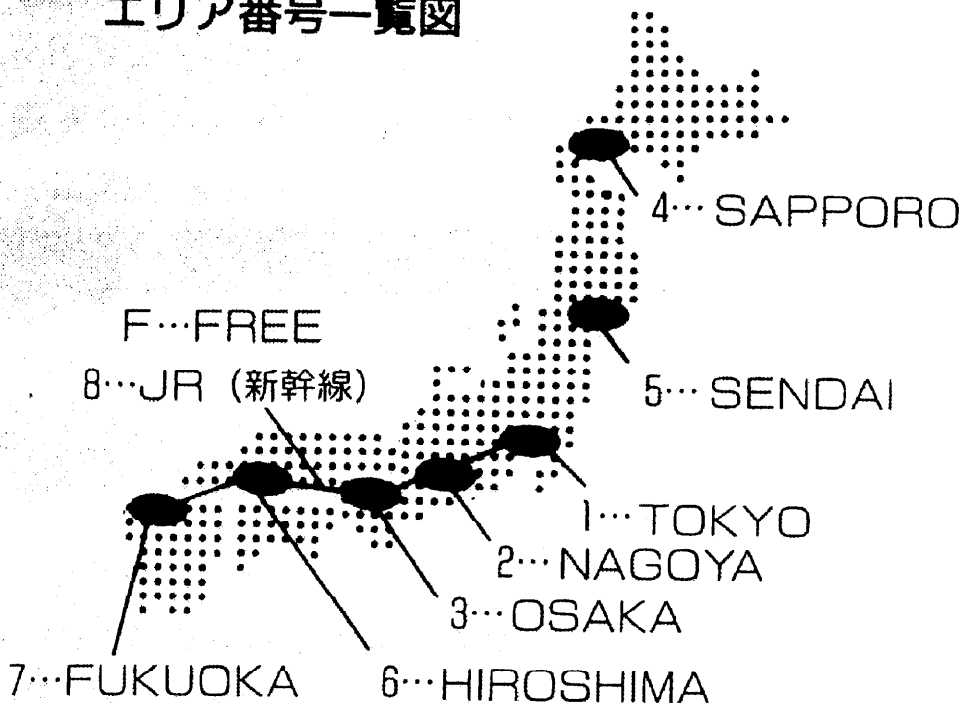 エリア番号一覧図
4…SAPPORO
F…FREE
8…JR (新幹線)
5…SENDAI
1…TOKYO
2…NAGOYA
3…OSAKA
7…FUKUOKA
6…HIROSHIMA